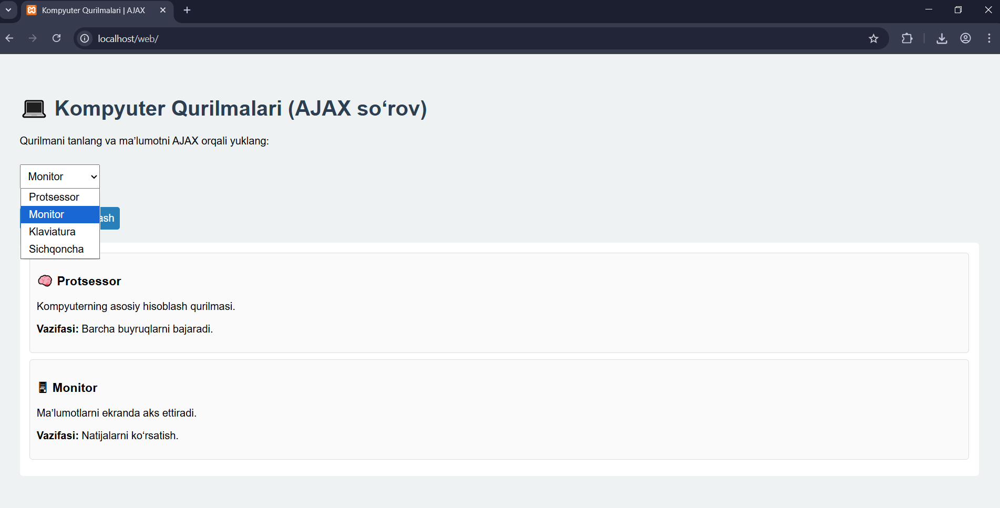 Kompyuter Qurilmalari | AJAX
localhost/web/
Kompyuter Qurilmalari (AJAX so‘rov)
Qurilmani tanlang va ma’lumotni AJAX orqali yuklang:
Monitor
Protsessor
Monitor
Klaviatura
Sichqoncha
Protsessor
Kompyuterning asosiy hisoblash qurilmasi.
Vazifasi: Barcha buyruqlarni bajaradi.
Monitor
Ma’lumotlarni ekranda aks ettiradi.
Vazifasi: Natijalarni ko‘rsatish.